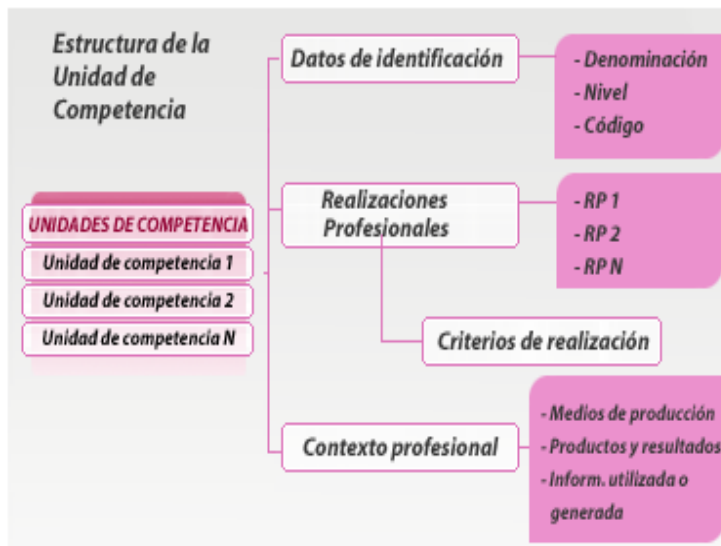 Estructura de la
Unidad de
Competencia
UNIDADES DE COMPETENCIA
Unidad de competencia 1
Unidad de competencia 2
Unidad de competencia N
Datos de identificación
- Denominación
- Nivel
- Código
Realizaciones
Profesionales
- RP 1
- RP 2
- RP N
Criterios de realización
Contexto profesional
- Medios de producción
- Productos y resultados
- Inform. utilizada o
generada